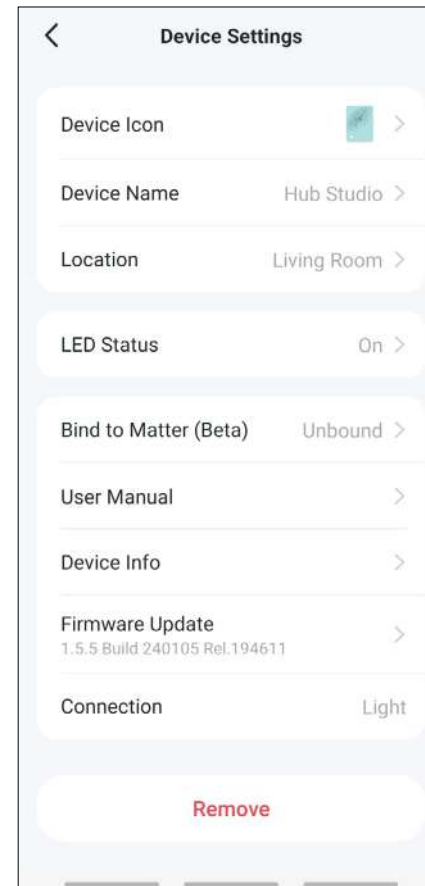 Device Settings
Device Icon
Device Name Hub Studio
Location Living Room
LED Status On
Bind to Matter (Beta) Unbound
User Manual
Device Info
Firmware Update
1.5.5 Build 240105 Rel.194611
Connection Light
Remove